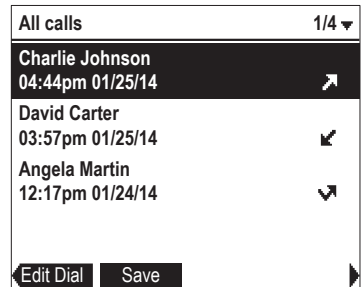 All calls 1/4
Charlie Johnson
04:44pm 01/25/14
David Carter
03:57pm 01/25/14
Angela Martin
12:17pm 01/24/14
Edit Dial Save